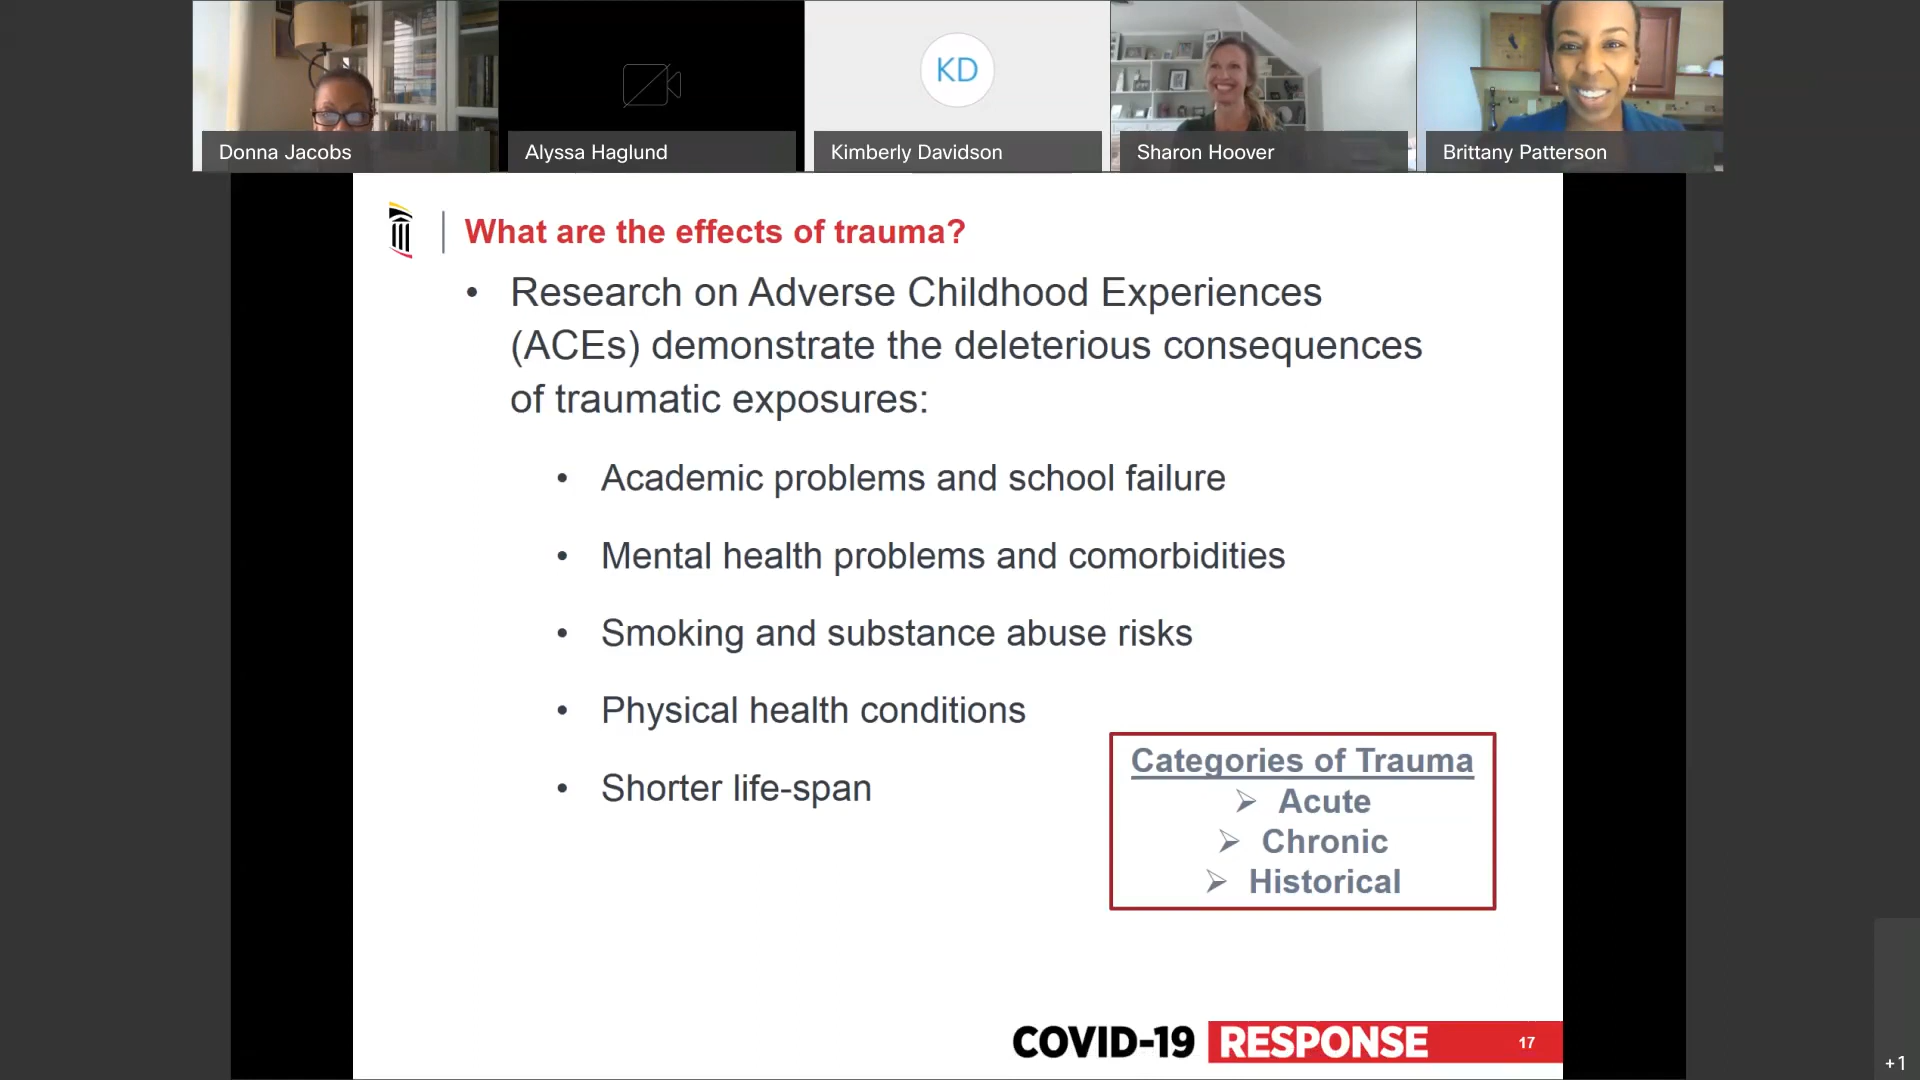 Donna Jacobs
Alyssa Haglund
KD
Kimberly Davidson
Sharon Hoover
Brittany Patterson
What are the effects of trauma?
• Research on Adverse Childhood Experiences
(ACEs) demonstrate the deleterious consequences
of traumatic exposures:
• Academic problems and school failure
• Mental health problems and comorbidities
• Smoking and substance abuse risks
• Physical health conditions
• Shorter life-span
Categories of Trauma
➢ Acute
➢ Chronic
➢ Historical
COVID-19 RESPONSE 17
+1